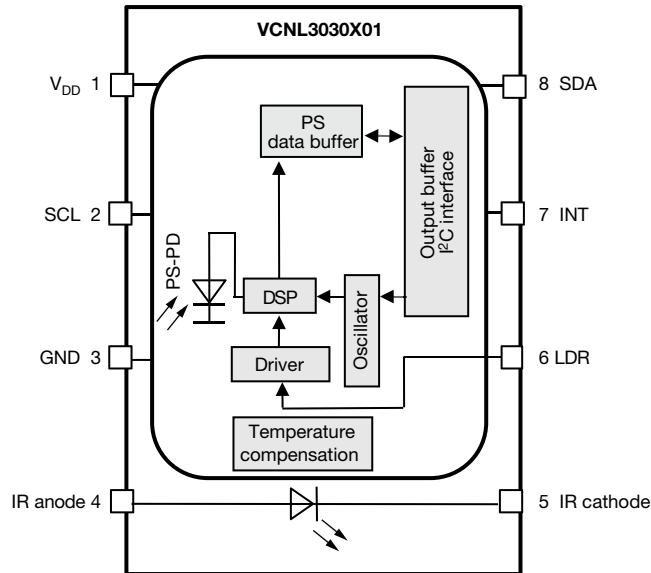 VCNL3030X01
V_DD 1
8 SDA
PS
data buffer
Output buffer
I²C interface
SCL 2
7 INT
PS-PD
DSP
Oscillator
GND 3
Driver
6 LDR
Temperature
compensation
IR anode 4
5 IR cathode